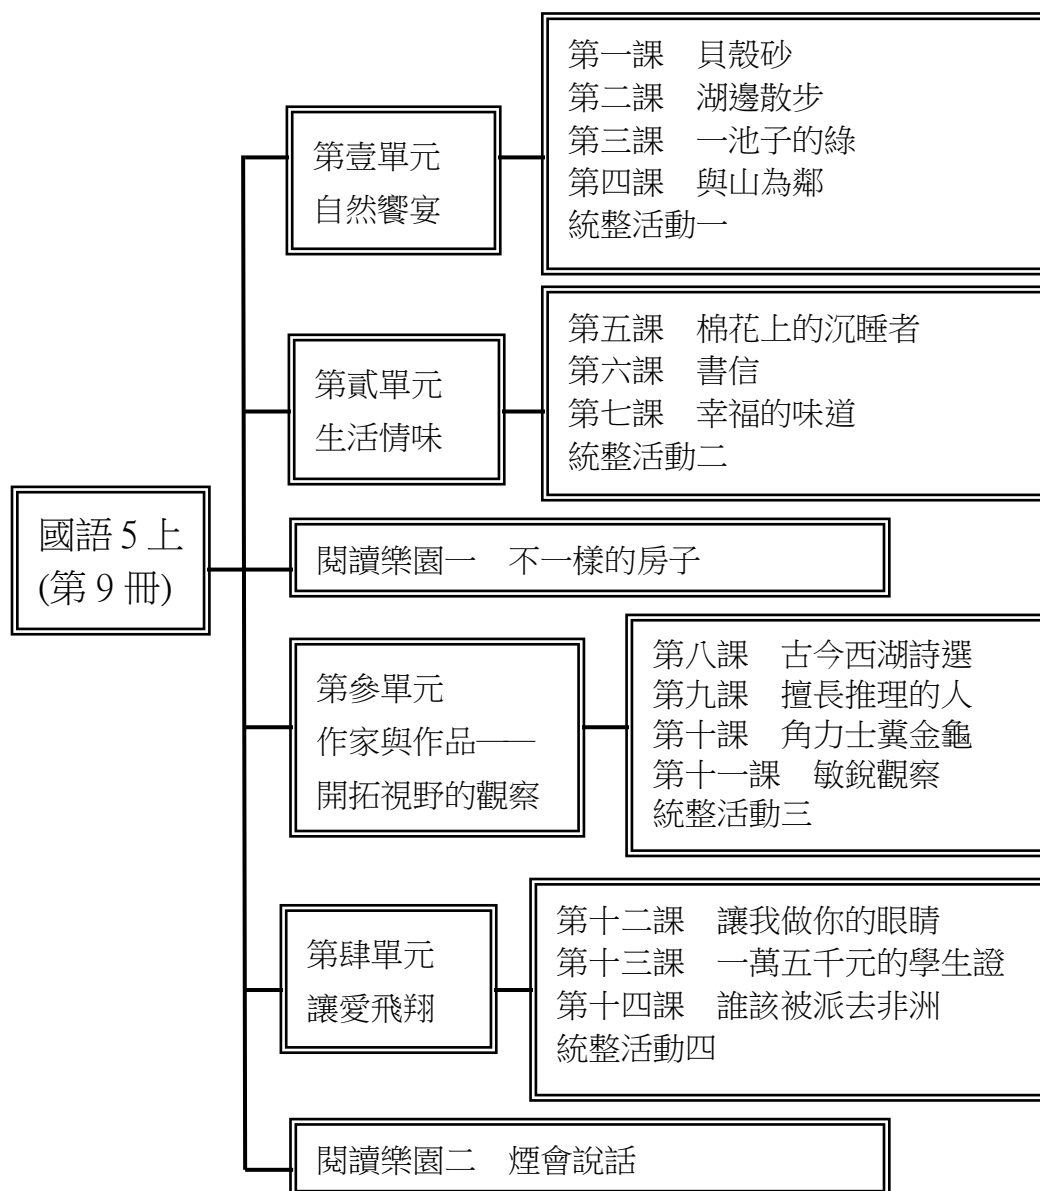 國語 5 上
(第 9 冊)
第壹單元
自然饗宴
第一課　貝殼砂
第二課　湖邊散步
第三課　一池子的綠
第四課　與山為鄰
統整活動一
第貳單元
生活情味
第五課　棉花上的沉睡者
第六課　書信
第七課　幸福的味道
統整活動二
閱讀樂園一　不一樣的房子
第參單元
作家與作品——
開拓視野的觀察
第八課　古今西湖詩選
第九課　擅長推理的人
第十課　角力士糞金龜
第十一課　敏銳觀察
統整活動三
第肆單元
讓愛飛翔
第十二課　讓我做你的眼睛
第十三課　一萬五千元的學生證
第十四課　誰該被派去非洲
統整活動四
閱讀樂園二　煙會說話